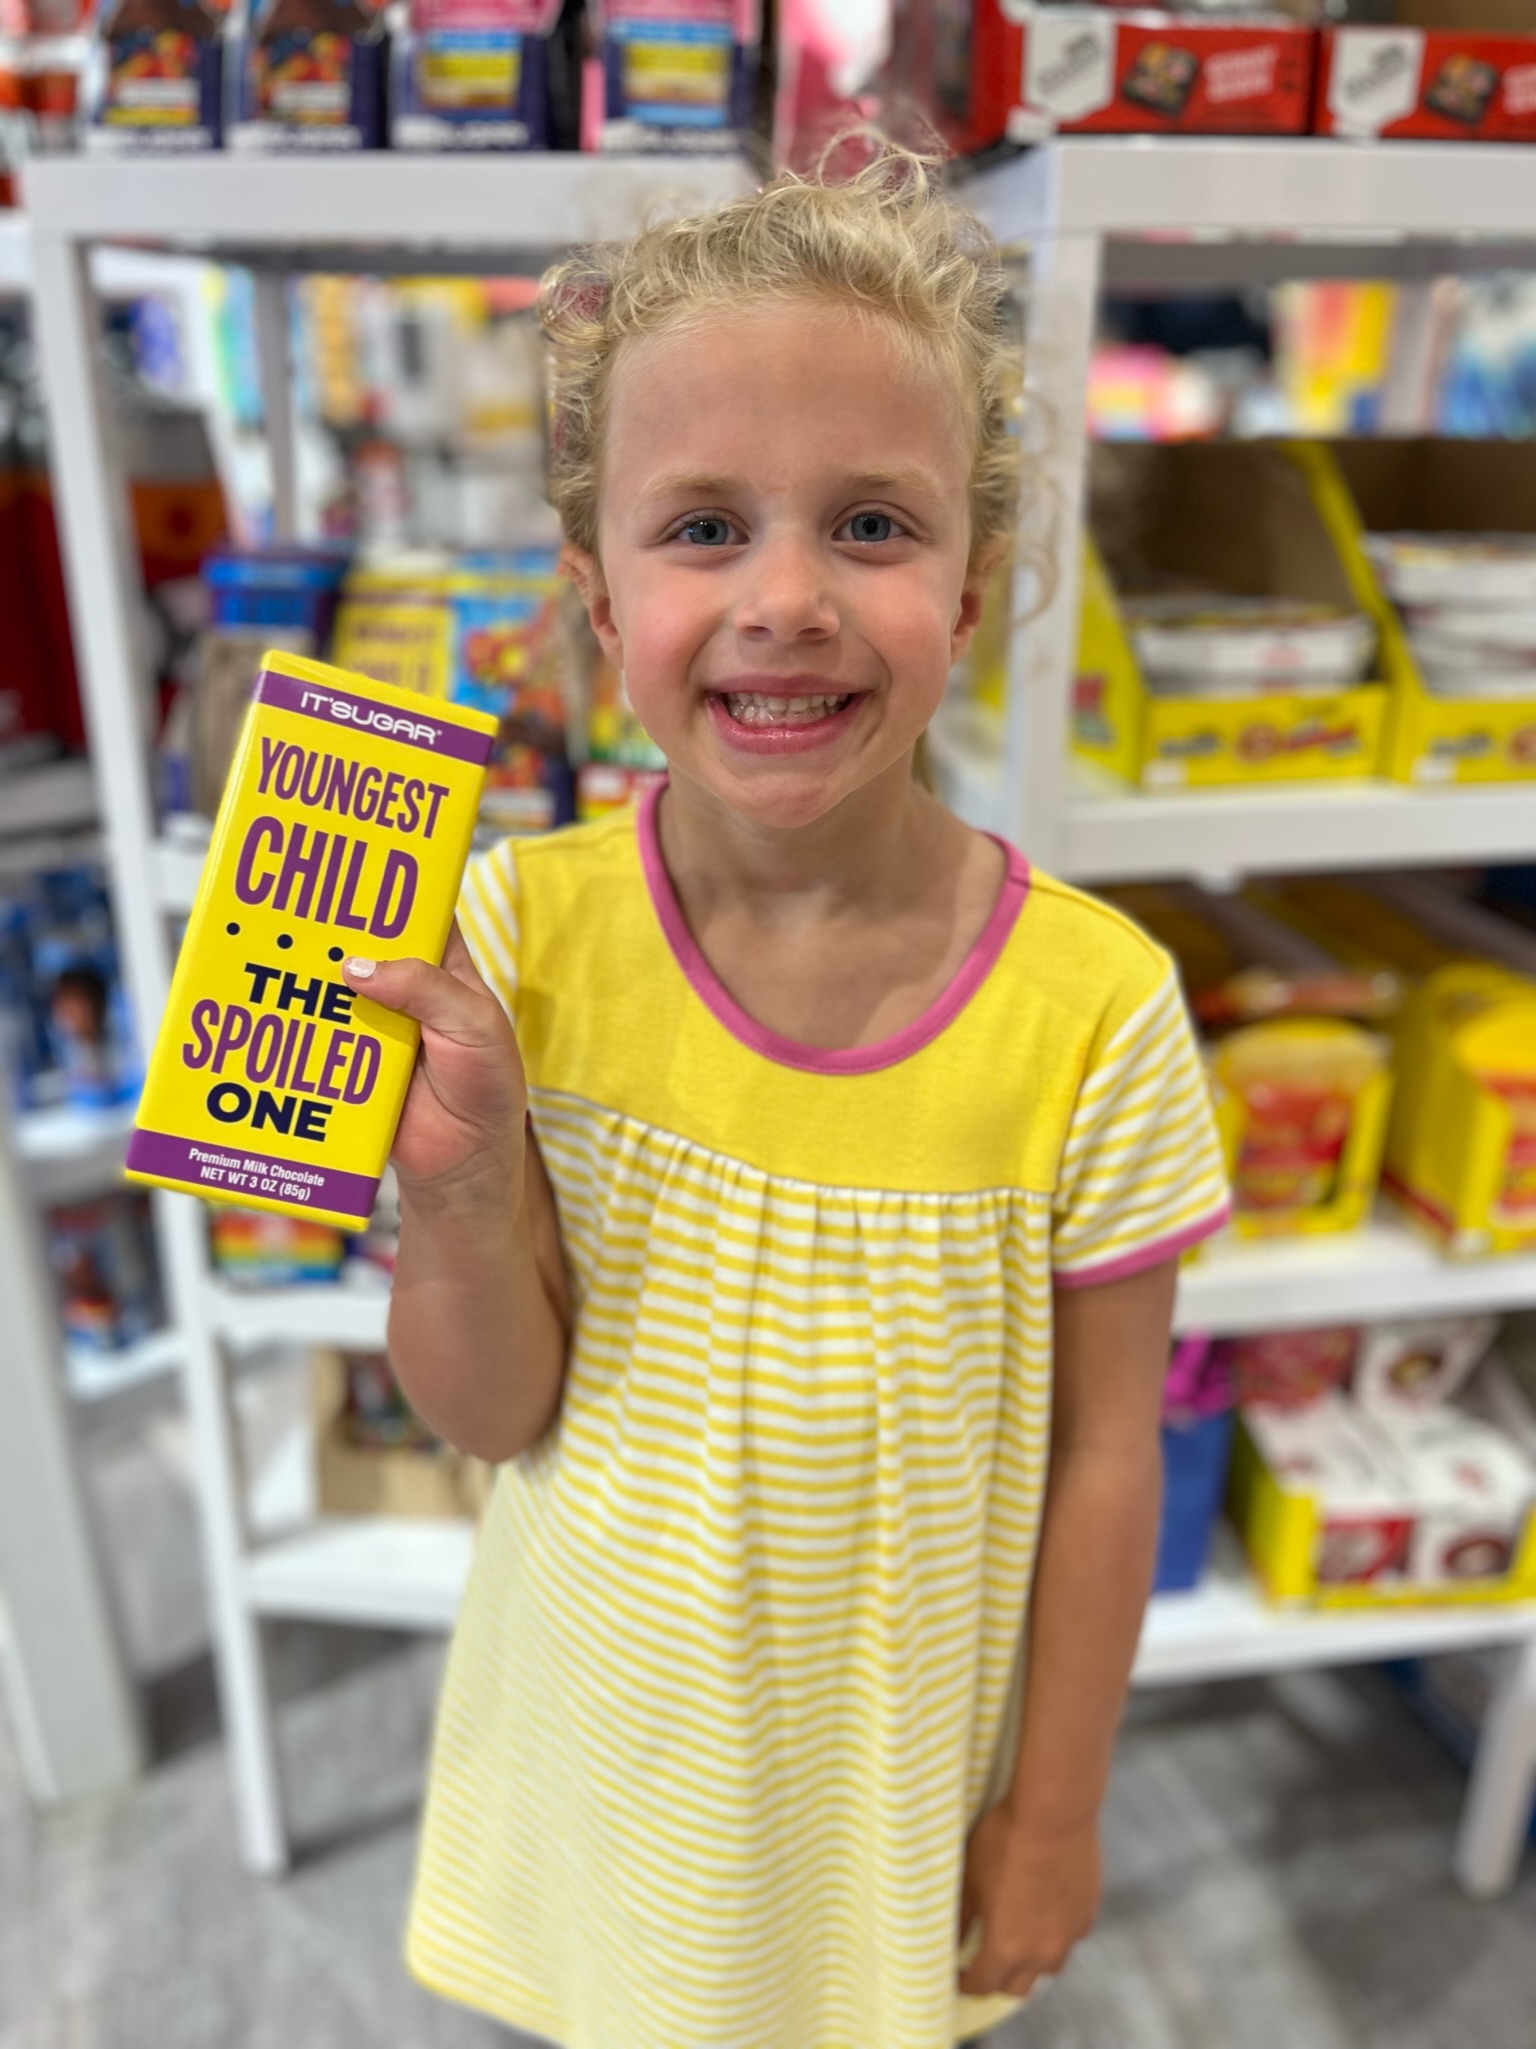 IT'SUGAR®
YOUNGEST
CHILD
...
THE
SPOILED
ONE
Premium Milk Chocolate
NET WT 3 OZ (85g)